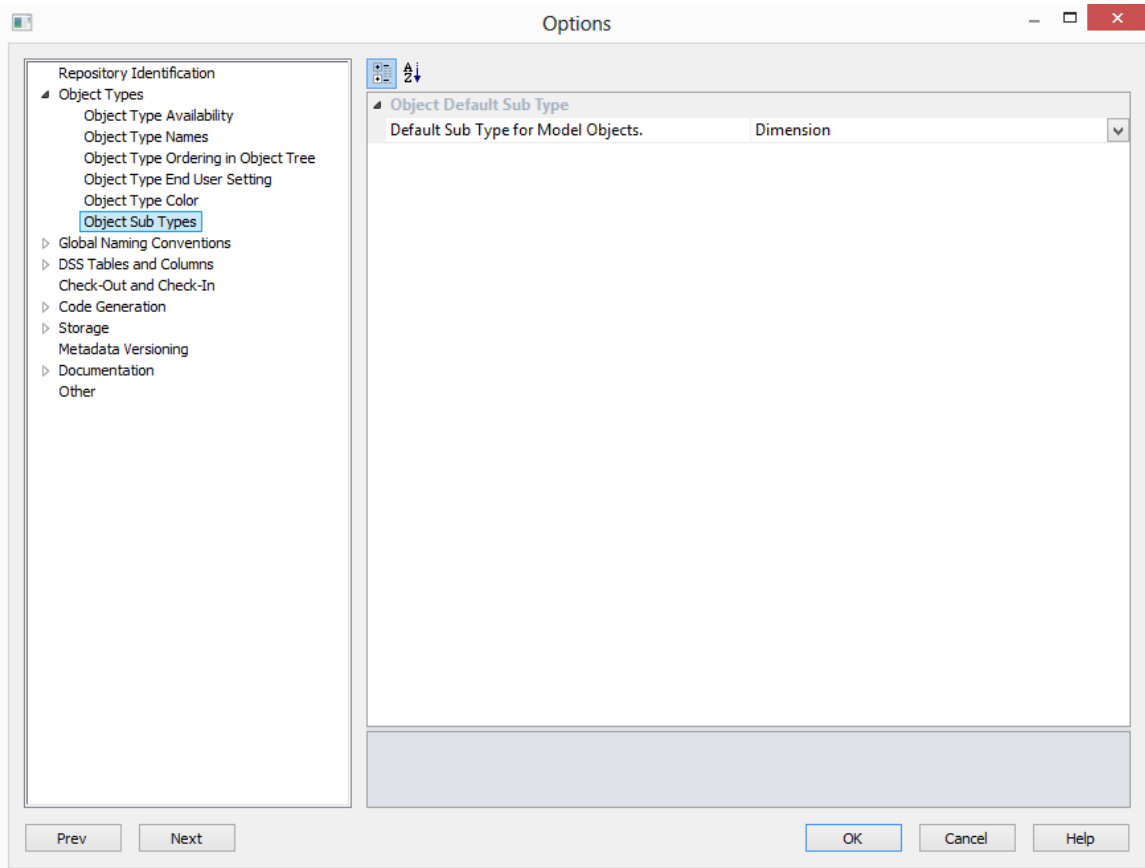 Options
Repository Identification
Object Types
Object Type Availability
Object Type Names
Object Type Ordering in Object Tree
Object Type End User Setting
Object Type Color
Object Sub Types
Global Naming Conventions
DSS Tables and Columns
Check-Out and Check-In
Code Generation
Storage
Metadata Versioning
Documentation
Other
Object Default Sub Type
Default Sub Type for Model Objects. Dimension
Prev Next OK Cancel Help